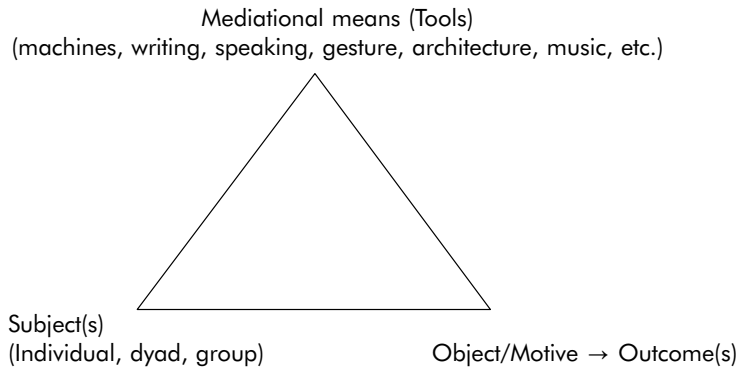 Mediational means (Tools)
(machines, writing, speaking, gesture, architecture, music, etc.)
Subject(s)
(Individual, dyad, group)
Object/Motive → Outcome(s)